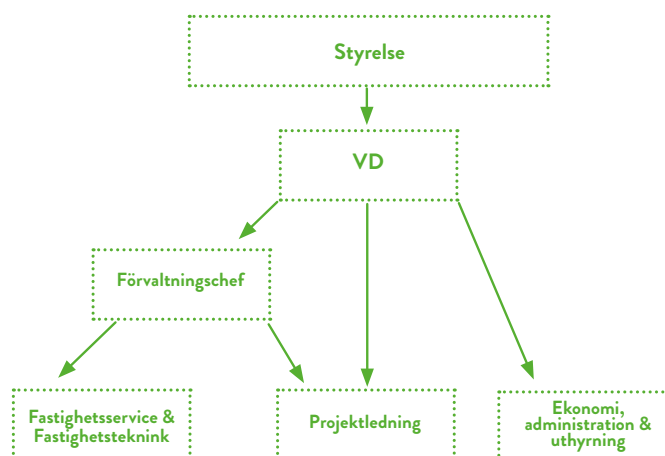 Styrelse
VD
Förvaltningschef
Fastighetsservice &
Fastighetsteknink
Projektledning
Ekonomi,
administration &
uthyrning